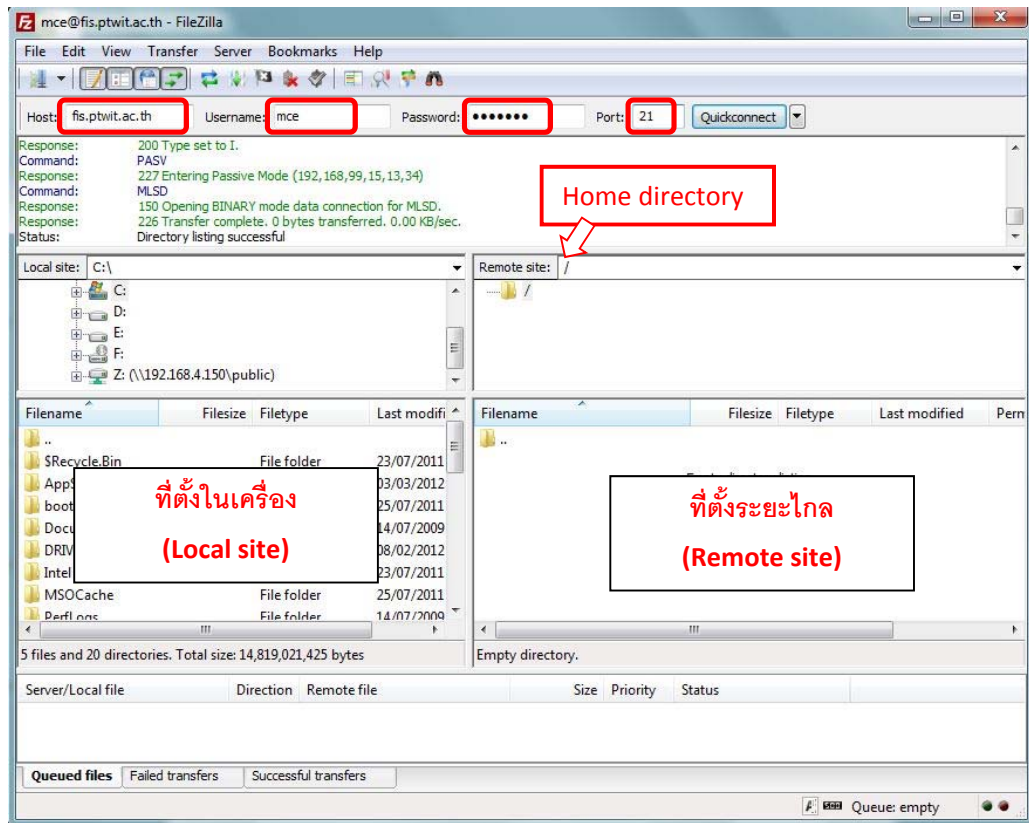 mce@fis.ptwit.ac.th - FileZilla
File Edit View Transfer Server Bookmarks Help
Host: fis.ptwit.ac.th Username: mce Password: ●●●●●●● Port: 21 Quickconnect
Response: 200 Type set to I.
Command: PASV
Response: 227 Entering Passive Mode (192,168,99,15,13,34)
Command: MLSD
Response: 150 Opening BINARY mode data connection for MLSD.
Response: 226 Transfer complete. 0 bytes transferred. 0.00 KB/sec.
Status: Directory listing successful
Home directory
Local site: C:\
C:
D:
E:
F:
Z: (\\192.168.4.150\public)
Remote site: /
/
Filename Filesize Filetype Last modifi
..
$Recycle.Bin File folder 23/07/2011
App 03/03/2012
boot 25/07/2011
Docu 14/07/2009
DRIV 08/02/2012
Intel 23/07/2011
MSOCache File folder 25/07/2011
PerfLogs File folder 14/07/2009
ที่ตั้งในเครื่อง
(Local site)
5 files and 20 directories. Total size: 14,819,021,425 bytes
Filename Filesize Filetype Last modified Perm
..
ที่ตั้งระยะไกล
(Remote site)
Empty directory.
Server/Local file Direction Remote file Size Priority Status
Queued files Failed transfers Successful transfers
Queue: empty